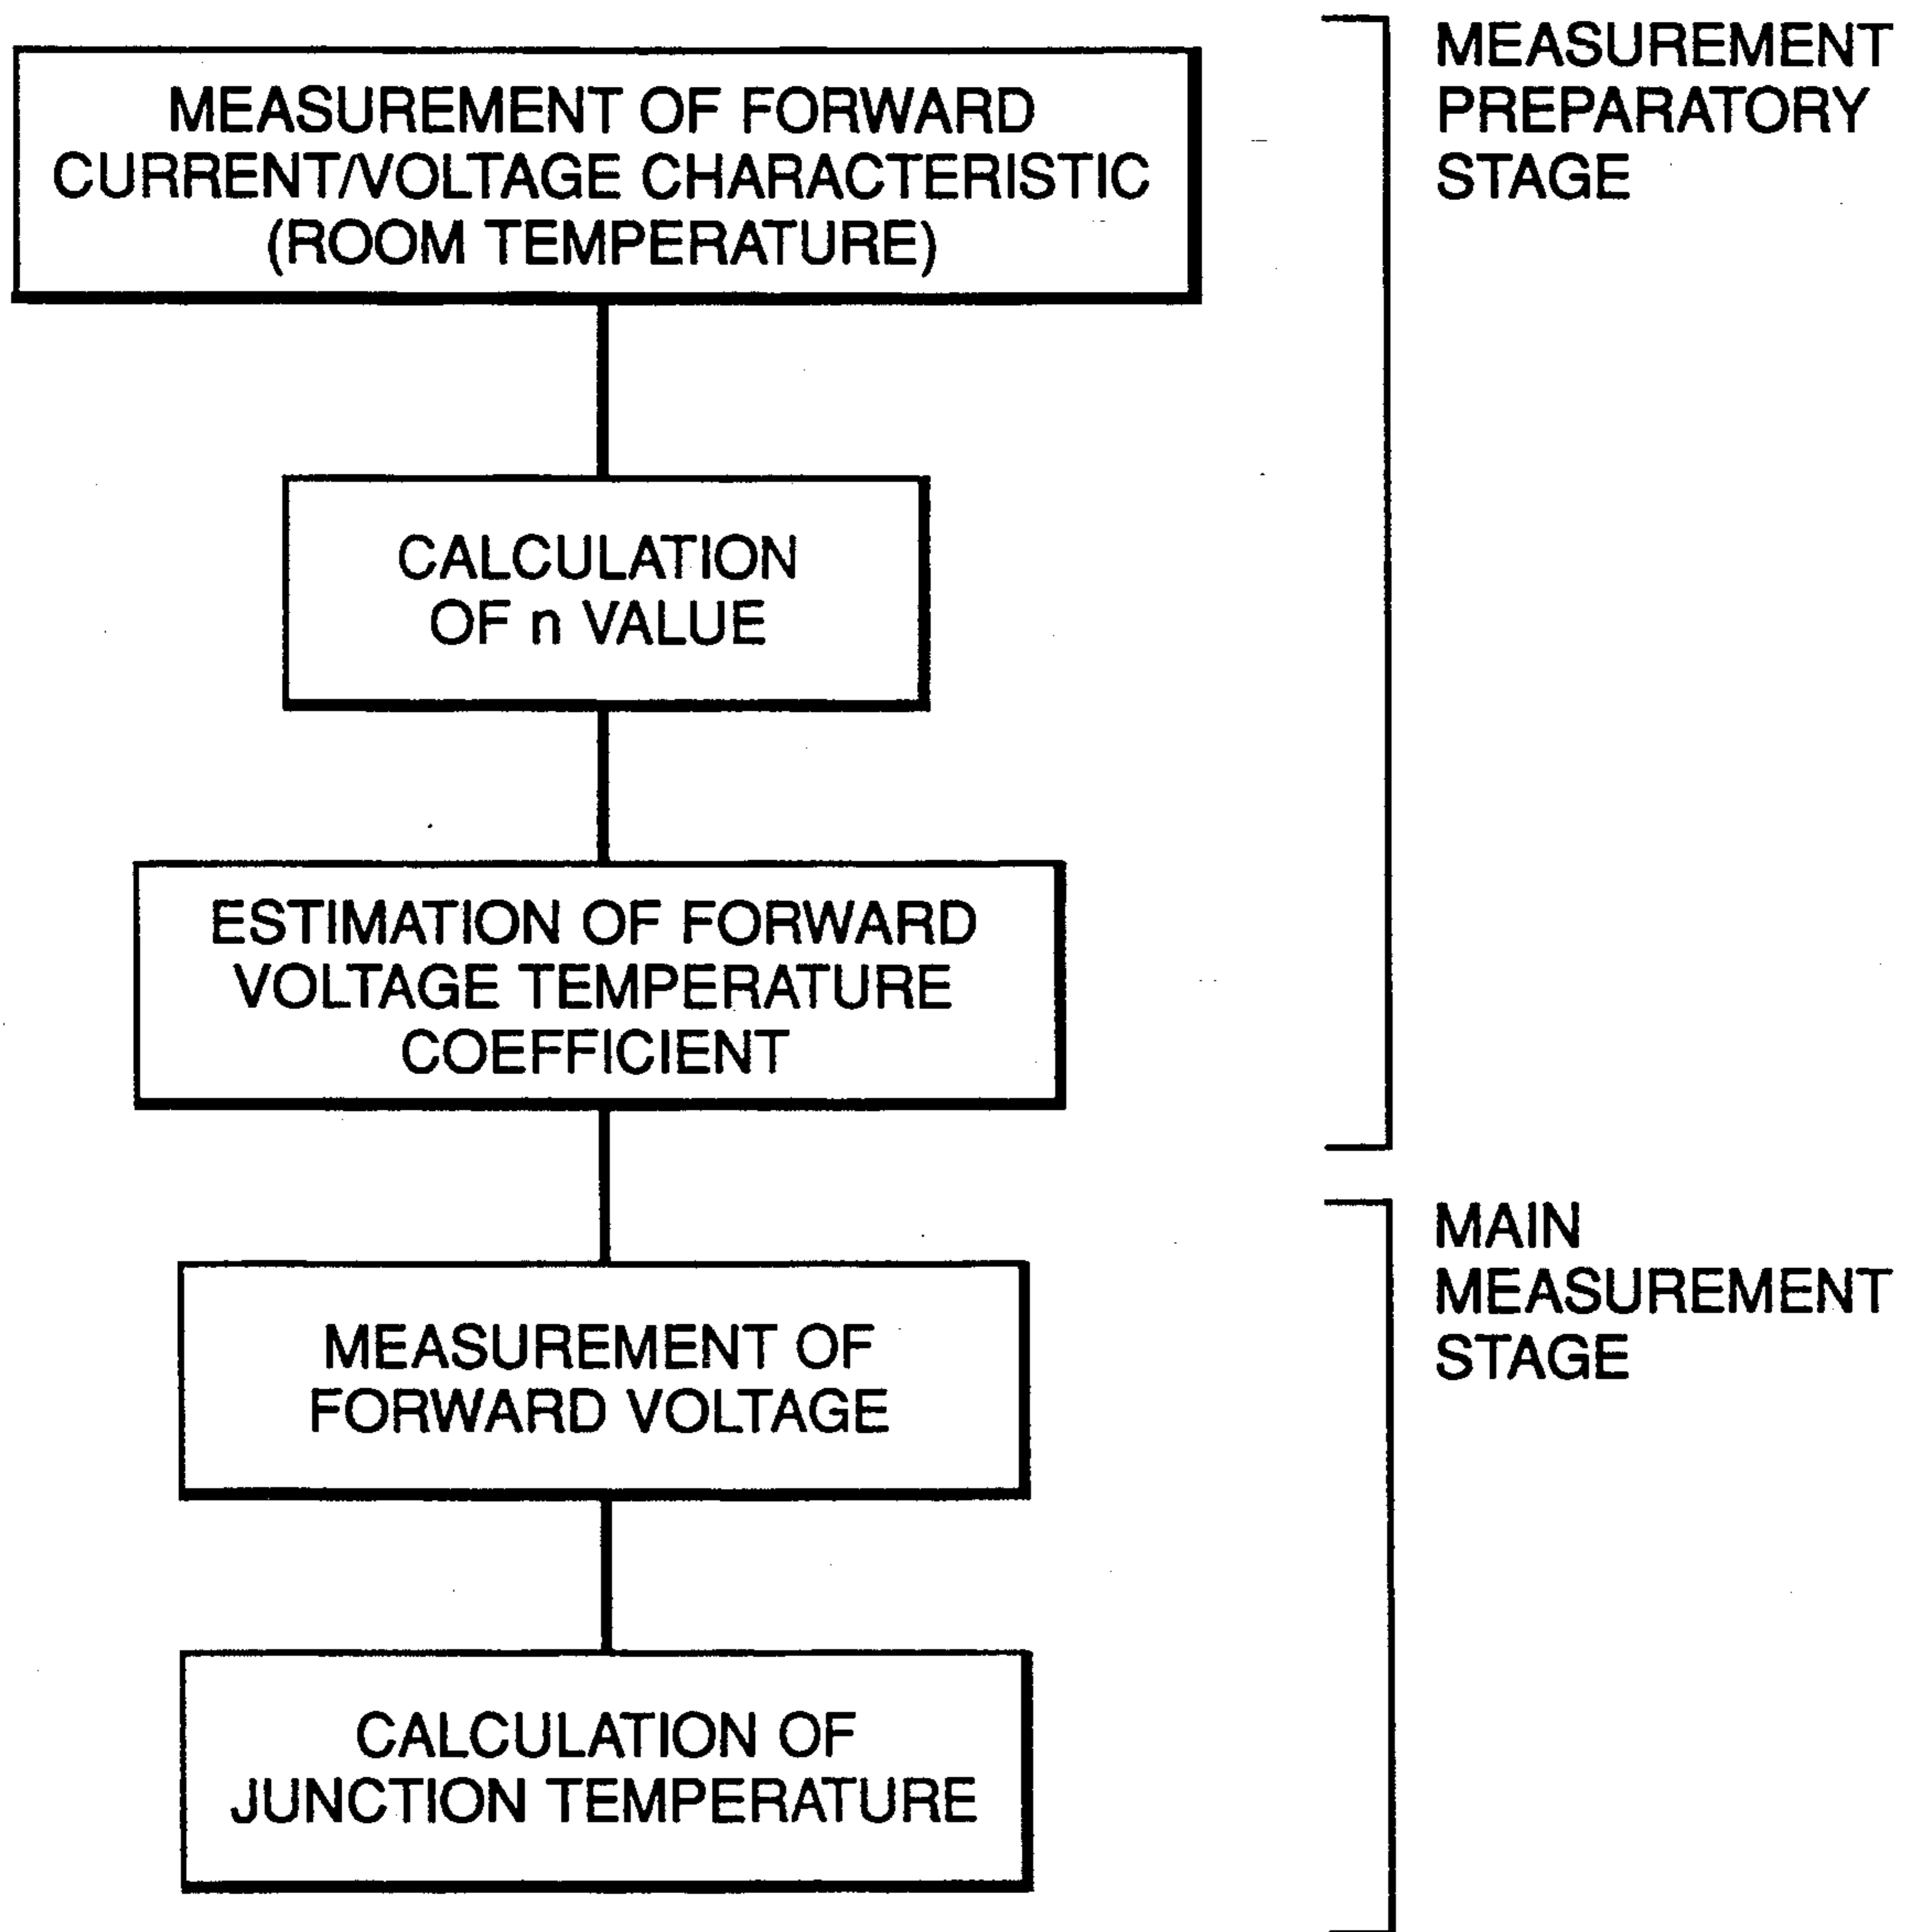 MEASUREMENT OF FORWARD
CURRENT/VOLTAGE CHARACTERISTIC
(ROOM TEMPERATURE)
MEASUREMENT
PREPARATORY
STAGE
CALCULATION
OF n VALUE
ESTIMATION OF FORWARD
VOLTAGE TEMPERATURE
COEFFICIENT
MAIN
MEASUREMENT
STAGE
MEASUREMENT OF
FORWARD VOLTAGE
CALCULATION OF
JUNCTION TEMPERATURE